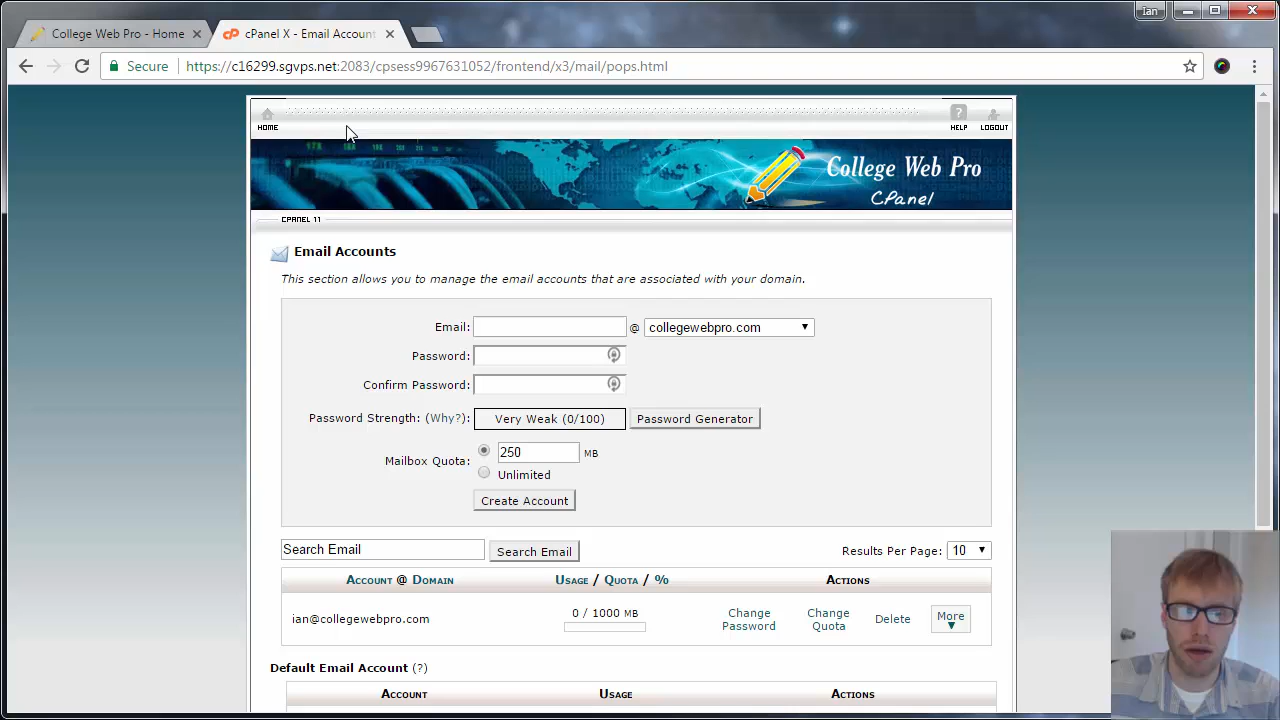 Ian
College Web Pro - Home
cPanel X - Email Account
Secure
https://c16299.sgvps.net:2083/cpsess9967631052/frontend/x3/mail/pops.html
HOME
HELP
LOGOUT
College Web Pro
CPanel
CPANEL 11
Email Accounts
This section allows you to manage the email accounts that are associated with your domain.
Email: @ collegewebpro.com
Password:
Confirm Password:
Password Strength: (Why?): Very Weak (0/100) Password Generator
Mailbox Quota: 250 MB
Unlimited
Create Account
Search Email Search Email Results Per Page: 10
Account @ Domain Usage / Quota / % Actions
ian@collegewebpro.com 0 / 1000 MB Change Password Change Quota Delete More
Default Email Account (?)
Account Usage Actions